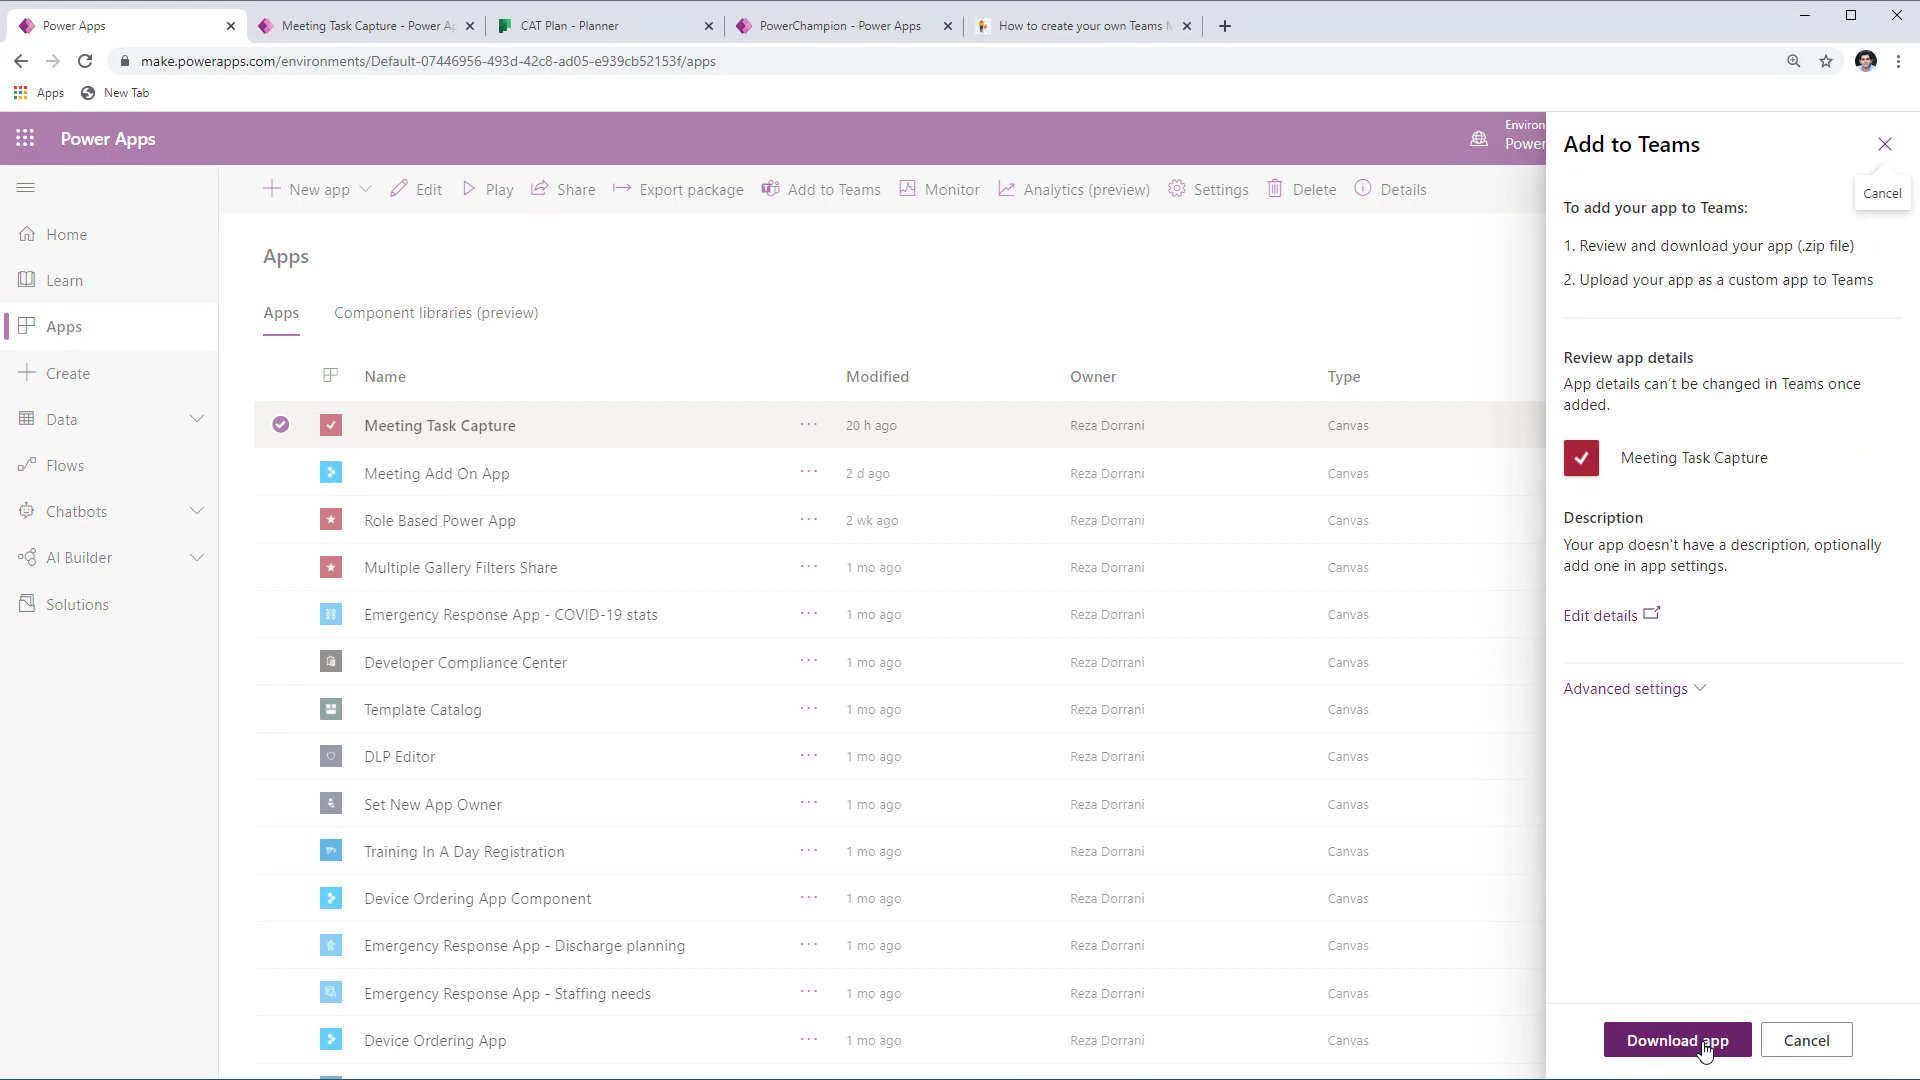 Power Apps
Meeting Task Capture - Power Ap
CAT Plan - Planner
PowerChampion - Power Apps
How to create your own Teams M
make.powerapps.com/environments/Default-07446956-493d-42c8-ad05-e939cb52153f/apps
Apps
New Tab
Power Apps
Environ
Power
New app
Edit
Play
Share
Export package
Add to Teams
Monitor
Analytics (preview)
Settings
Delete
Details
Home
Learn
Apps
Create
Data
Flows
Chatbots
AI Builder
Solutions
Apps
Apps
Component libraries (preview)
Name Modified Owner Type
Meeting Task Capture ... 20 h ago Reza Dorrani Canvas
Meeting Add On App ... 2 d ago Reza Dorrani Canvas
Role Based Power App ... 2 wk ago Reza Dorrani Canvas
Multiple Gallery Filters Share ... 1 mo ago Reza Dorrani Canvas
Emergency Response App - COVID-19 stats ... 1 mo ago Reza Dorrani Canvas
Developer Compliance Center ... 1 mo ago Reza Dorrani Canvas
Template Catalog ... 1 mo ago Reza Dorrani Canvas
DLP Editor ... 1 mo ago Reza Dorrani Canvas
Set New App Owner ... 1 mo ago Reza Dorrani Canvas
Training In A Day Registration ... 1 mo ago Reza Dorrani Canvas
Device Ordering App Component ... 1 mo ago Reza Dorrani Canvas
Emergency Response App - Discharge planning ... 1 mo ago Reza Dorrani Canvas
Emergency Response App - Staffing needs ... 1 mo ago Reza Dorrani Canvas
Device Ordering App ... 1 mo ago Reza Dorrani Canvas
Add to Teams
Cancel
To add your app to Teams:
1. Review and download your app (.zip file)
2. Upload your app as a custom app to Teams
Review app details
App details can't be changed in Teams once
added.
Meeting Task Capture
Description
Your app doesn't have a description, optionally
add one in app settings.
Edit details
Advanced settings
Download app
Cancel